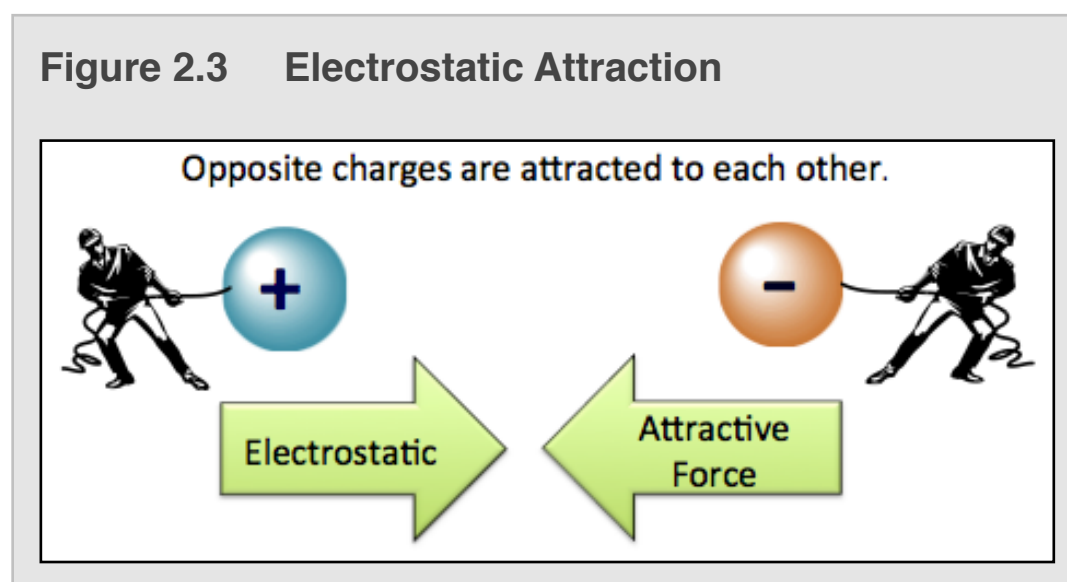 Figure 2.3 Electrostatic Attraction
Opposite charges are attracted to each other.
+
-
Electrostatic
Attractive
Force